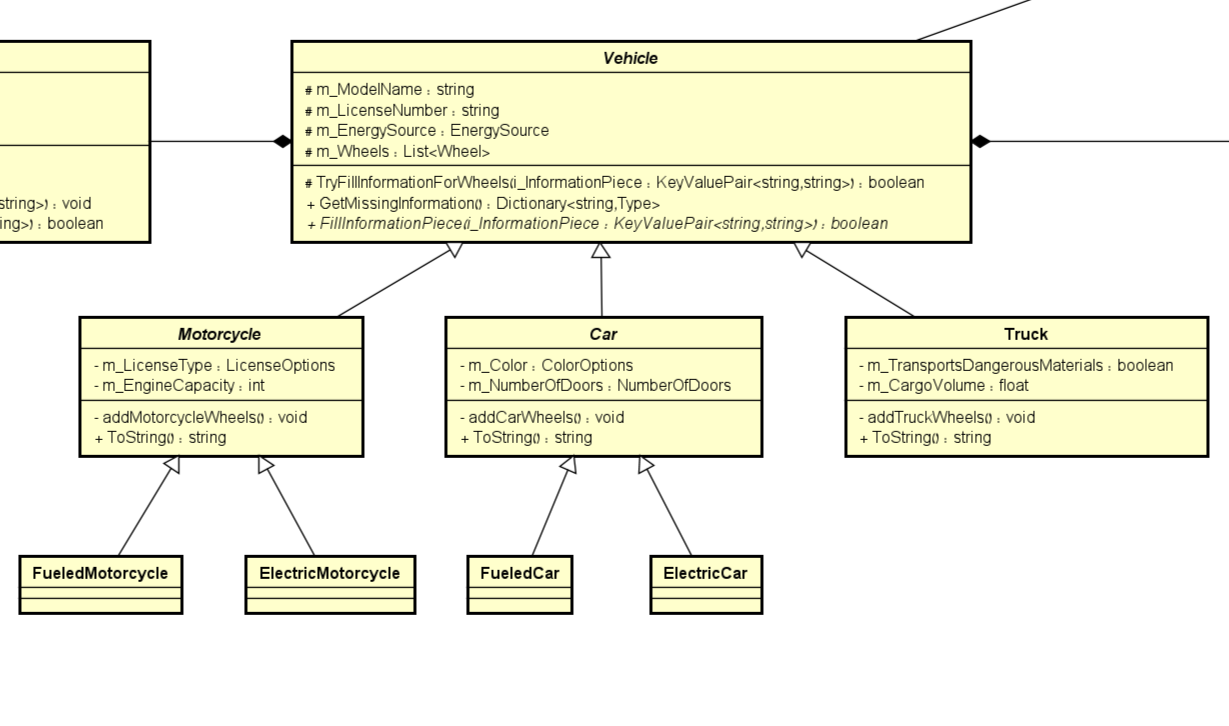 Vehicle
# m_ModelName : string
# m_LicenseNumber : string
# m_EnergySource : EnergySource
# m_Wheels : List<Wheel>
# TryFillInformationForWheels(i_InformationPiece : KeyValuePair<string,string>) : boolean
+ GetMissingInformation() : Dictionary<string,Type>
+ FillInformationPiece(i_InformationPiece : KeyValuePair<string,string>) : boolean
string>) : void
ing>) : boolean
Motorcycle
- m_LicenseType : LicenseOptions
- m_EngineCapacity : int
- addMotorcycleWheels() : void
+ ToString() : string
Car
- m_Color : ColorOptions
- m_NumberOfDoors : NumberOfDoors
- addCarWheels() : void
+ ToString() : string
Truck
- m_TransportsDangerousMaterials : boolean
- m_CargoVolume : float
- addTruckWheels() : void
+ ToString() : string
FueledMotorcycle
ElectricMotorcycle
FueledCar
ElectricCar